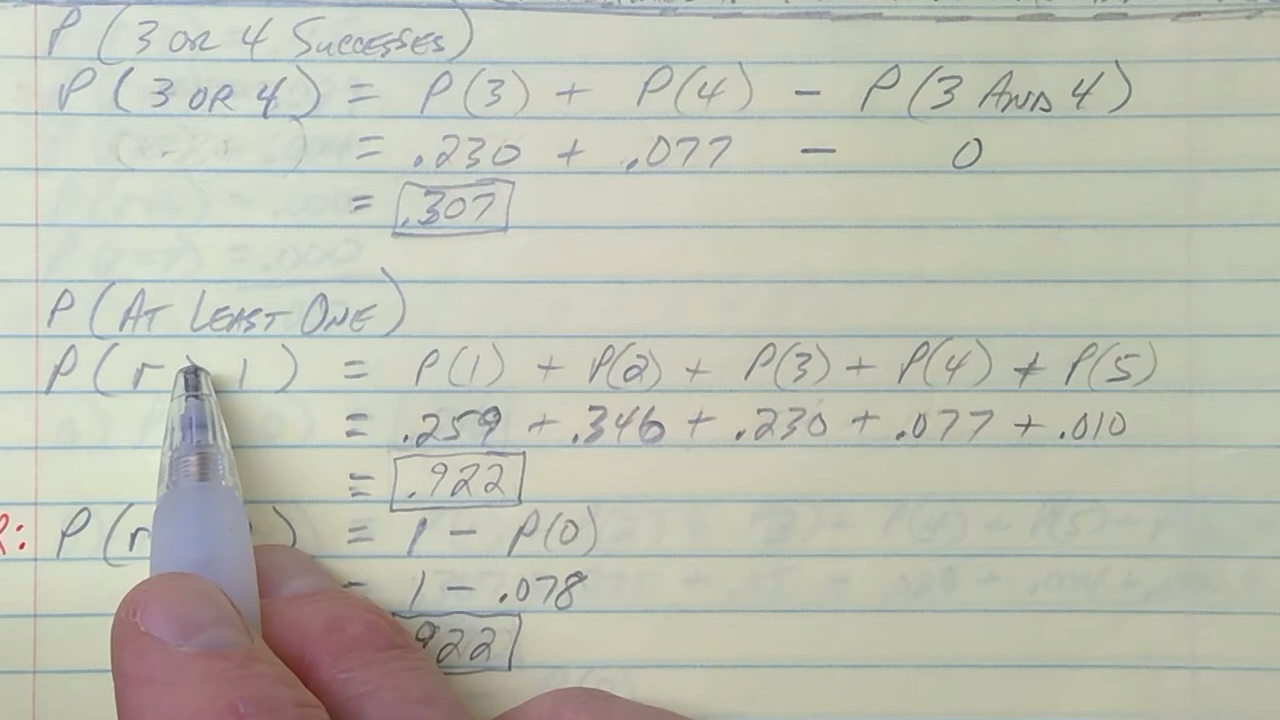 P (3 OR 4 SUCCESSES)
P (3 OR 4) = P(3) + P(4) - P(3 AND 4)
= .230 + .077 - 0
= .307
P (AT LEAST ONE)
P (r 1) = P(1) + P(2) + P(3) + P(4) + P(5)
= .259 + .346 + .230 + .077 + .010
= .922
: P (r ) = 1 - P(0)
= 1 - .078
922